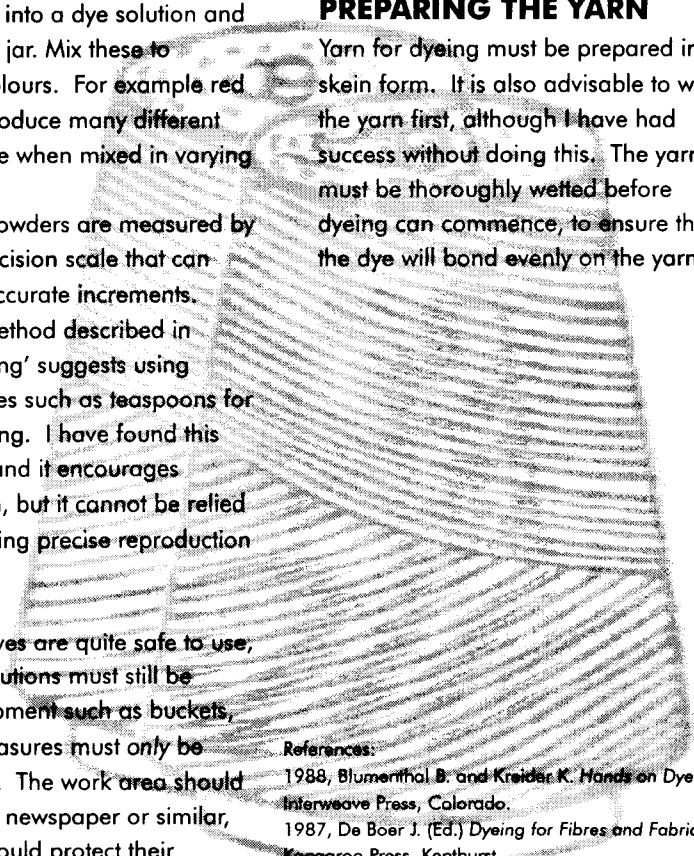 into a dye solution and
jar. Mix these to
lours. For example red
oduce many different
e when mixed in varying
owders are measured by
cision scale that can
ccurate increments.
ethod described in
ng' suggests using
es such as teaspoons for
ng. I have found this
and it encourages
, but it cannot be relied
ing precise reproduction
ves are quite safe to use,
utions must still be
pment such as buckets,
asures must only be
. The work area should
newspaper or similar,
ould protect their
PREPARING THE YARN
Yarn for dyeing must be prepared in
skein form. It is also advisable to w
the yarn first, although I have had
success without doing this. The yarn
must be thoroughly wetted before
dyeing can commence, to ensure th
the dye will bond evenly on the yarn
References:
1988, Blumenthal B. and Kreider K. Hands on Dye
Interweave Press, Colorado.
1987, De Boer J. (Ed.) Dyeing for Fibres and Fabric
Kangaroo Press, Kenthurst